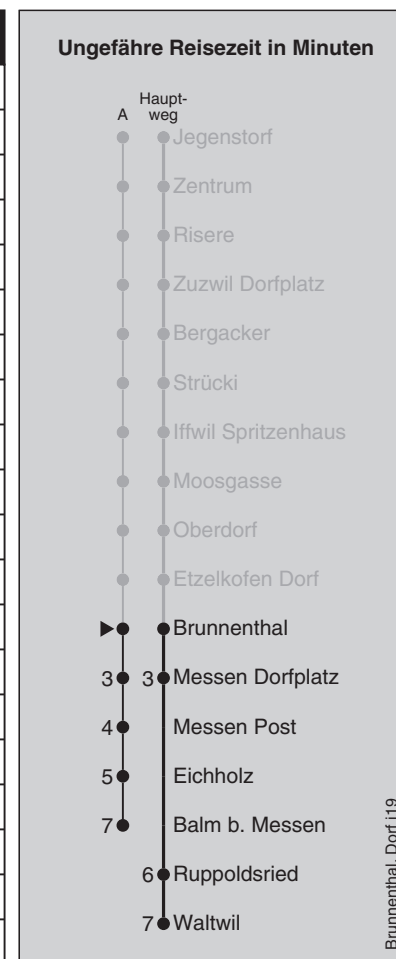 Ungefähre Reisezeit in Minuten
Haupt-
A weg
Jegenstorf
Zentrum
Risere
Zuzwil Dorfplatz
Bergacker
Strücki
Iffwil Spritzenhaus
Moosgasse
Oberdorf
Etzelkofen Dorf
Brunnenthal
3 3 Messen Dorfplatz
4 Messen Post
5 Eichholz
7 Balm b. Messen
6 Ruppoldsried
7 Waltwil
Brunnenthal, Dorf j19